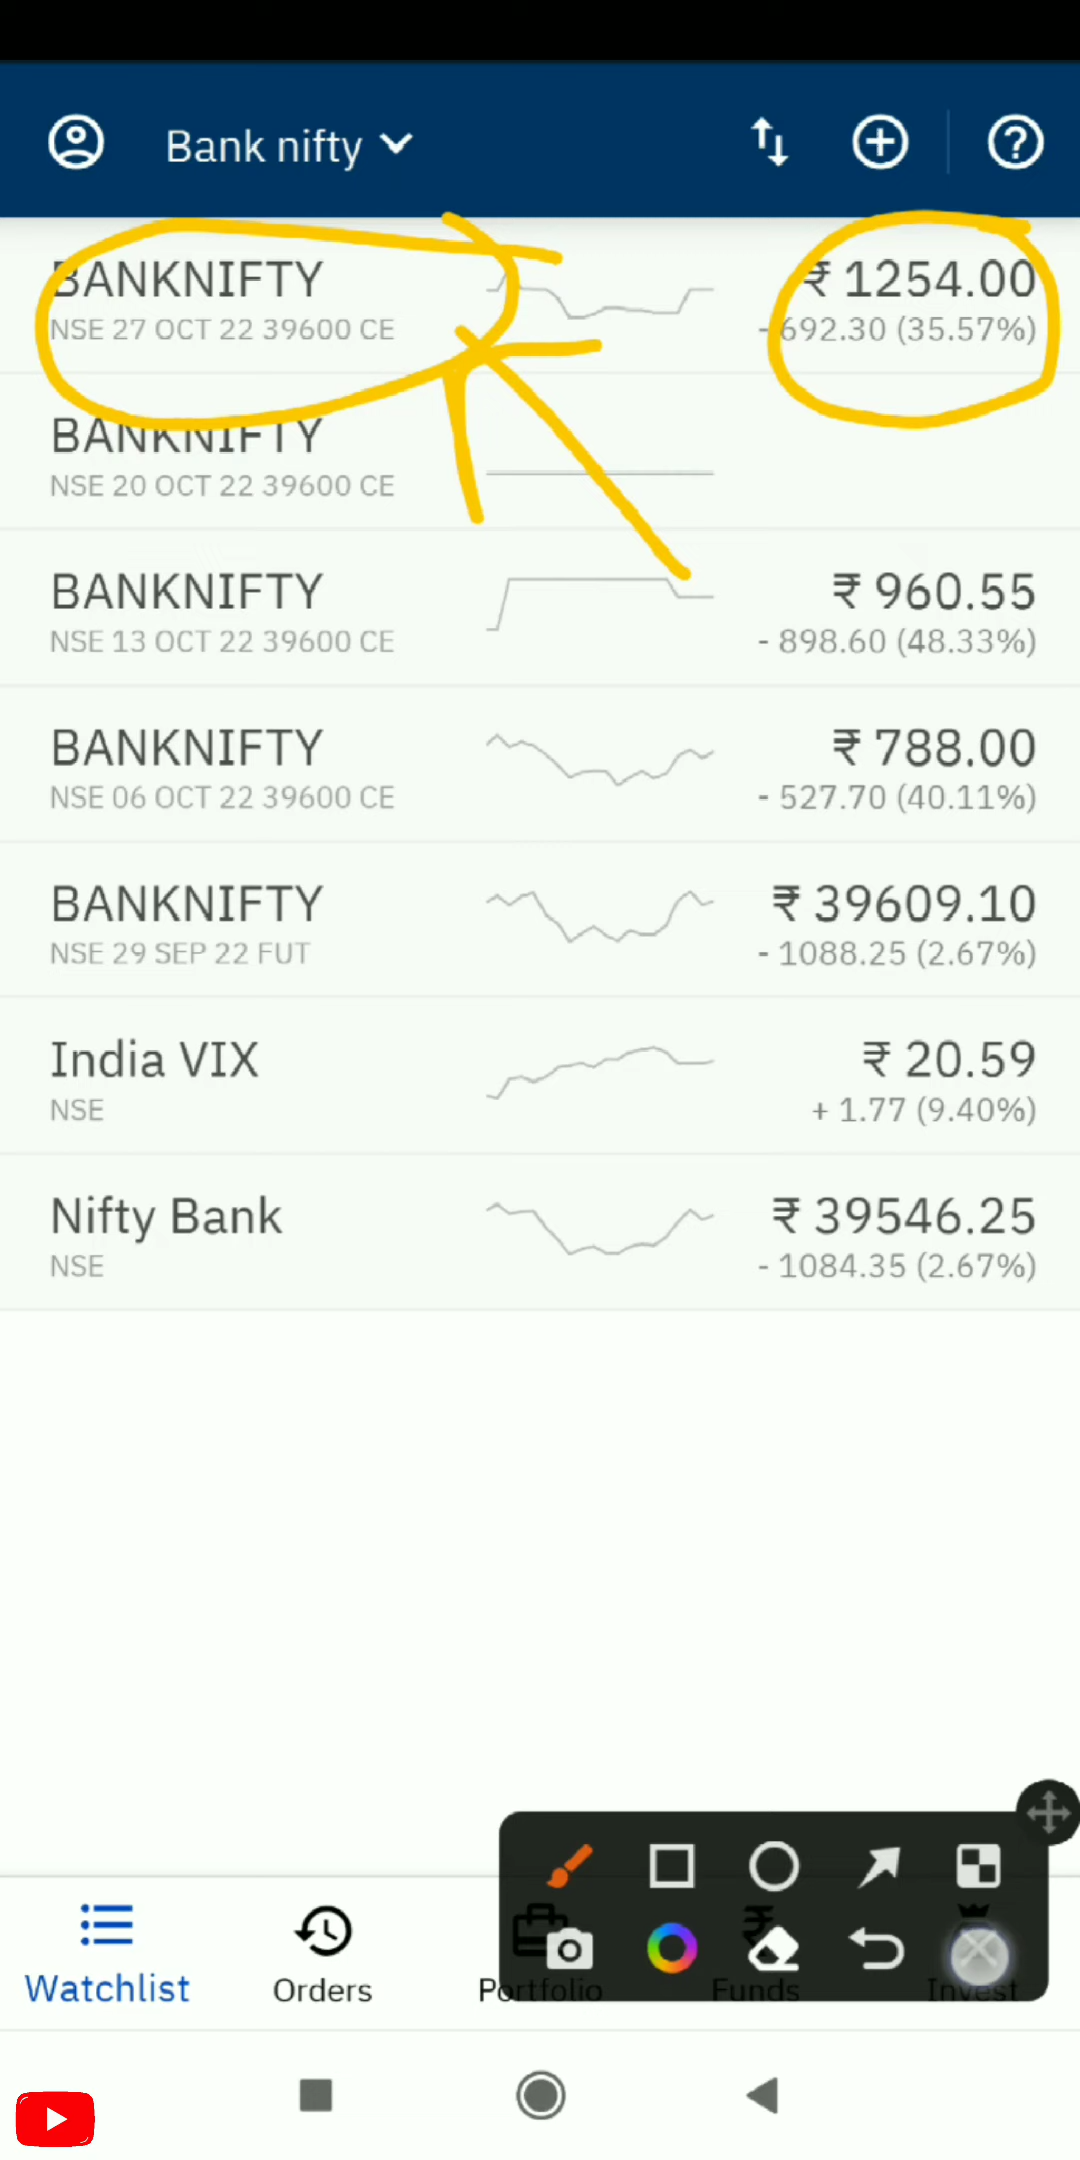 Bank nifty
BANKNIFTY ₹ 1254.00
NSE 27 OCT 22 39600 CE - 692.30 (35.57%)
BANKNIFTY
NSE 20 OCT 22 39600 CE
BANKNIFTY ₹ 960.55
NSE 13 OCT 22 39600 CE - 898.60 (48.33%)
BANKNIFTY ₹ 788.00
NSE 06 OCT 22 39600 CE - 527.70 (40.11%)
BANKNIFTY ₹ 39609.10
NSE 29 SEP 22 FUT - 1088.25 (2.67%)
India VIX ₹ 20.59
NSE + 1.77 (9.40%)
Nifty Bank ₹ 39546.25
NSE - 1084.35 (2.67%)
Watchlist Orders Portfolio Funds Invest